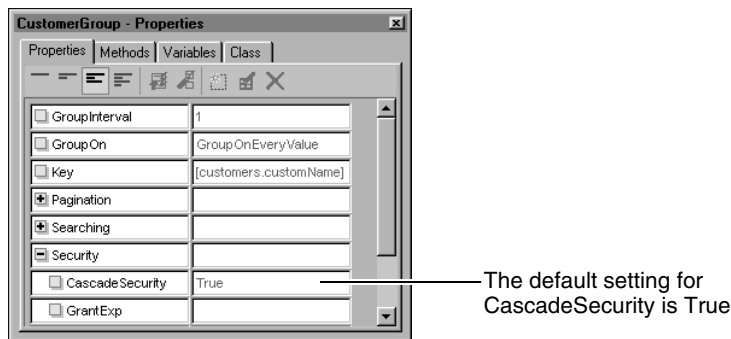 CustomerGroup - Properties
Properties Methods Variables Class
GroupInterval 1
GroupOn GroupOnEveryValue
Key [customers.customName]
Pagination
Searching
Security
CascadeSecurity True
GrantExp
The default setting for
CascadeSecurity is True